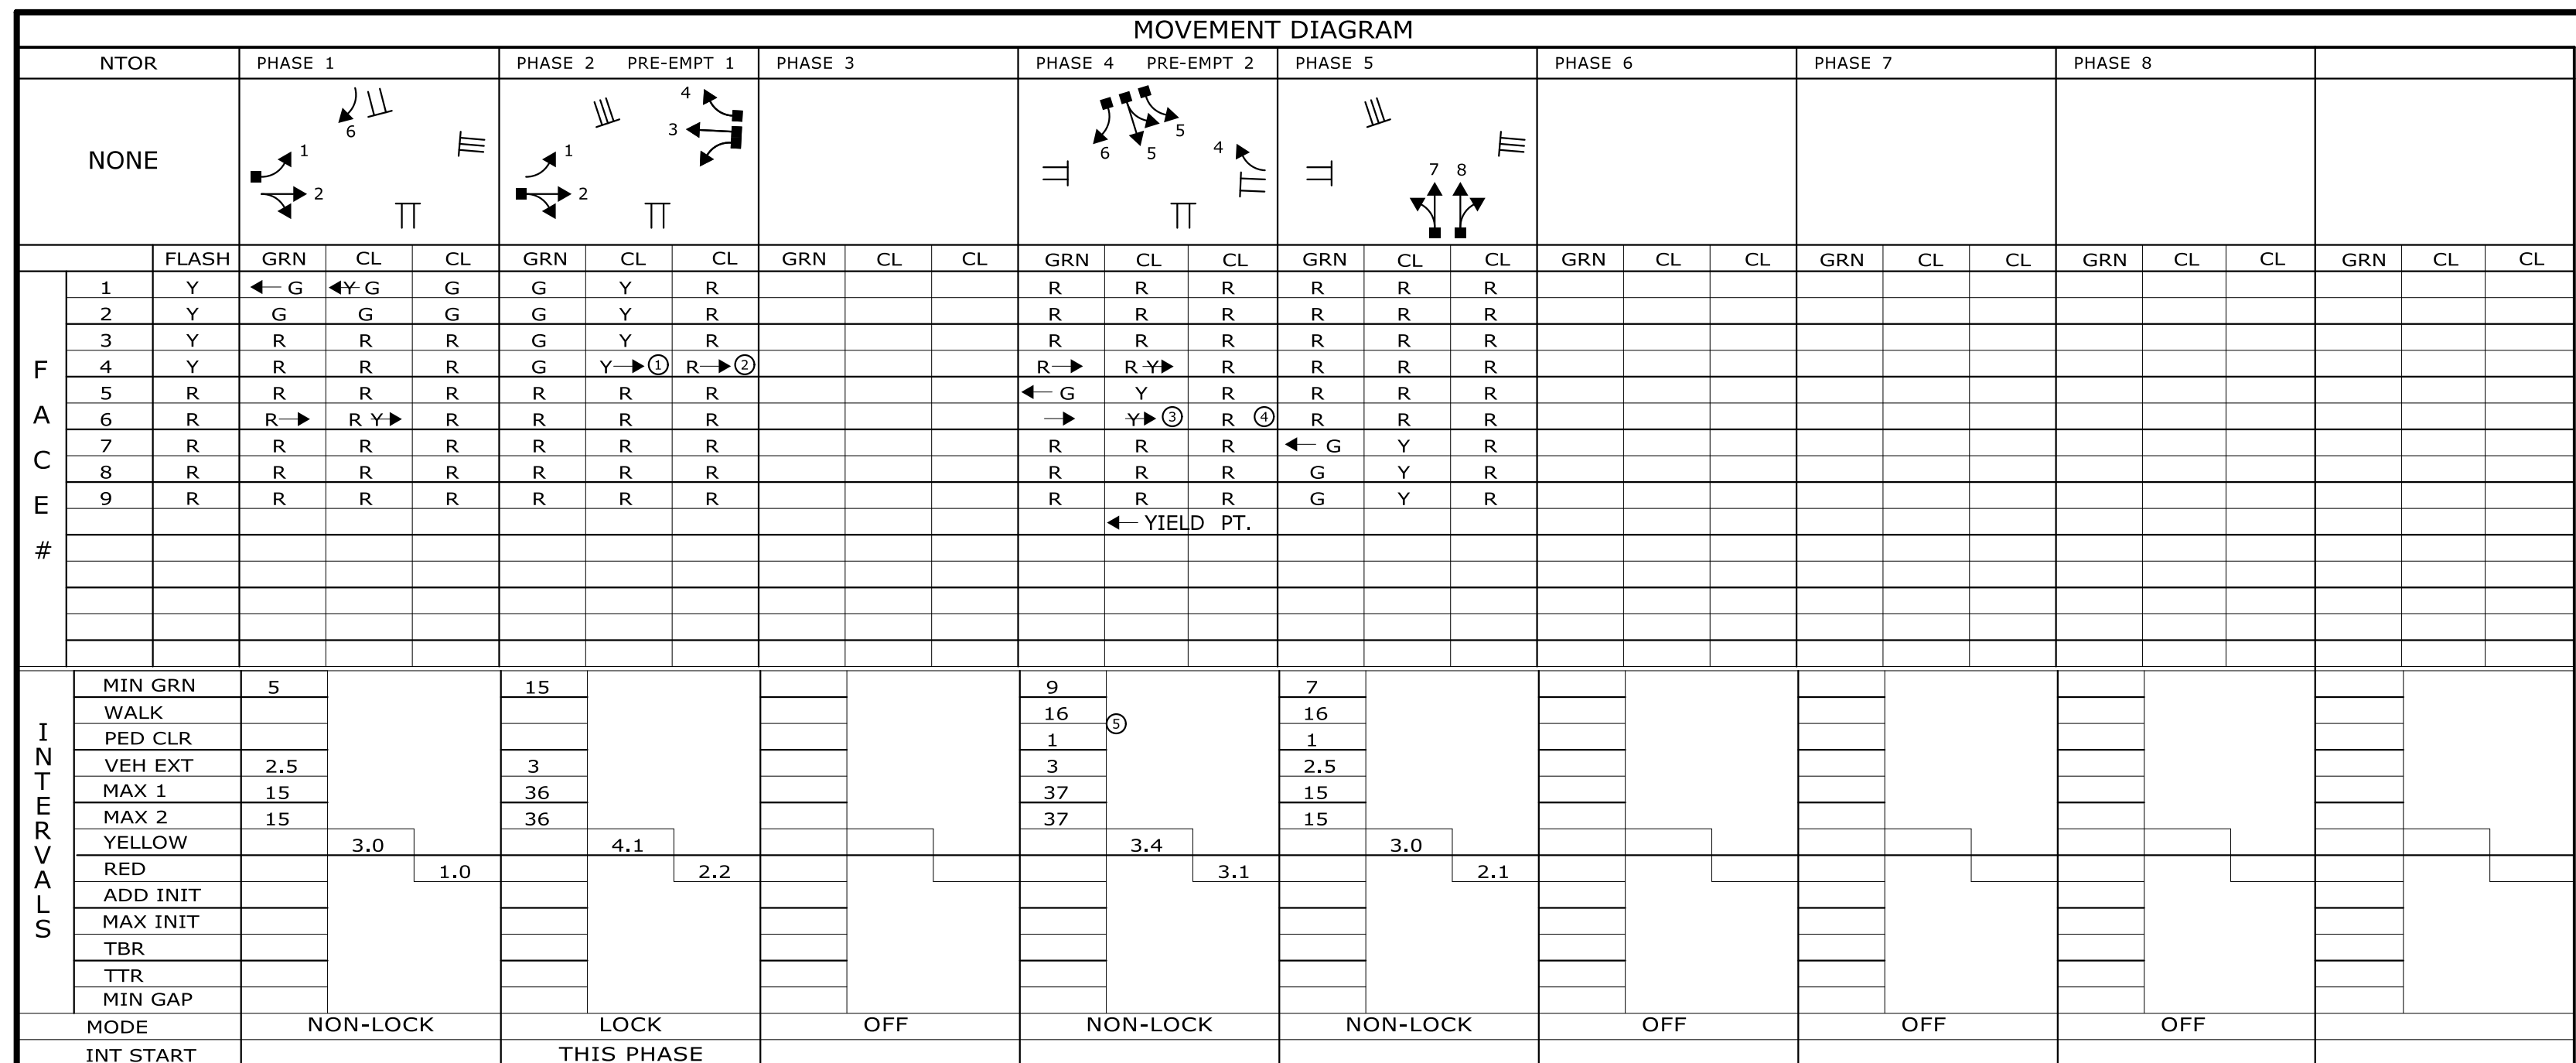 MOVEMENT DIAGRAM
NTOR PHASE 1 PHASE 2 PRE-EMPT 1 PHASE 3 PHASE 4 PRE-EMPT 2 PHASE 5 PHASE 6 PHASE 7 PHASE 8
NONE 6 1 2 4 3 1 2 6 5 5 4 7 8
FLASH GRN CL CL GRN CL CL GRN CL CL GRN CL CL GRN CL CL GRN CL CL GRN CL CL GRN CL CL GRN CL CL
FACE#
1 Y ← G ←Y G G G Y R R R R R R R
2 Y G G G G Y R R R R R R R
3 Y R R R G Y R R R R R R R
4 Y R R R G Y→ ① R→ ② R→ R Y→ R R R R
5 R R R R R R R ← G Y R R R R
6 R R→ R Y→ R R R R → Y→ ③ R ④ R R R
7 R R R R R R R R R R ← G Y R
8 R R R R R R R R R R G Y R
9 R R R R R R R R R R G Y R
← YIELD PT.
INTERVALS
MIN GRN 5 15 9 7
WALK 16 ⑤ 16
PED CLR 1 1
VEH EXT 2.5 3 3 2.5
MAX 1 15 36 37 15
MAX 2 15 36 37 15
YELLOW 3.0 4.1 3.4 3.0
RED 1.0 2.2 3.1 2.1
ADD INIT
MAX INIT
TBR
TTR
MIN GAP
MODE NON-LOCK LOCK OFF NON-LOCK NON-LOCK OFF OFF OFF
INT START THIS PHASE